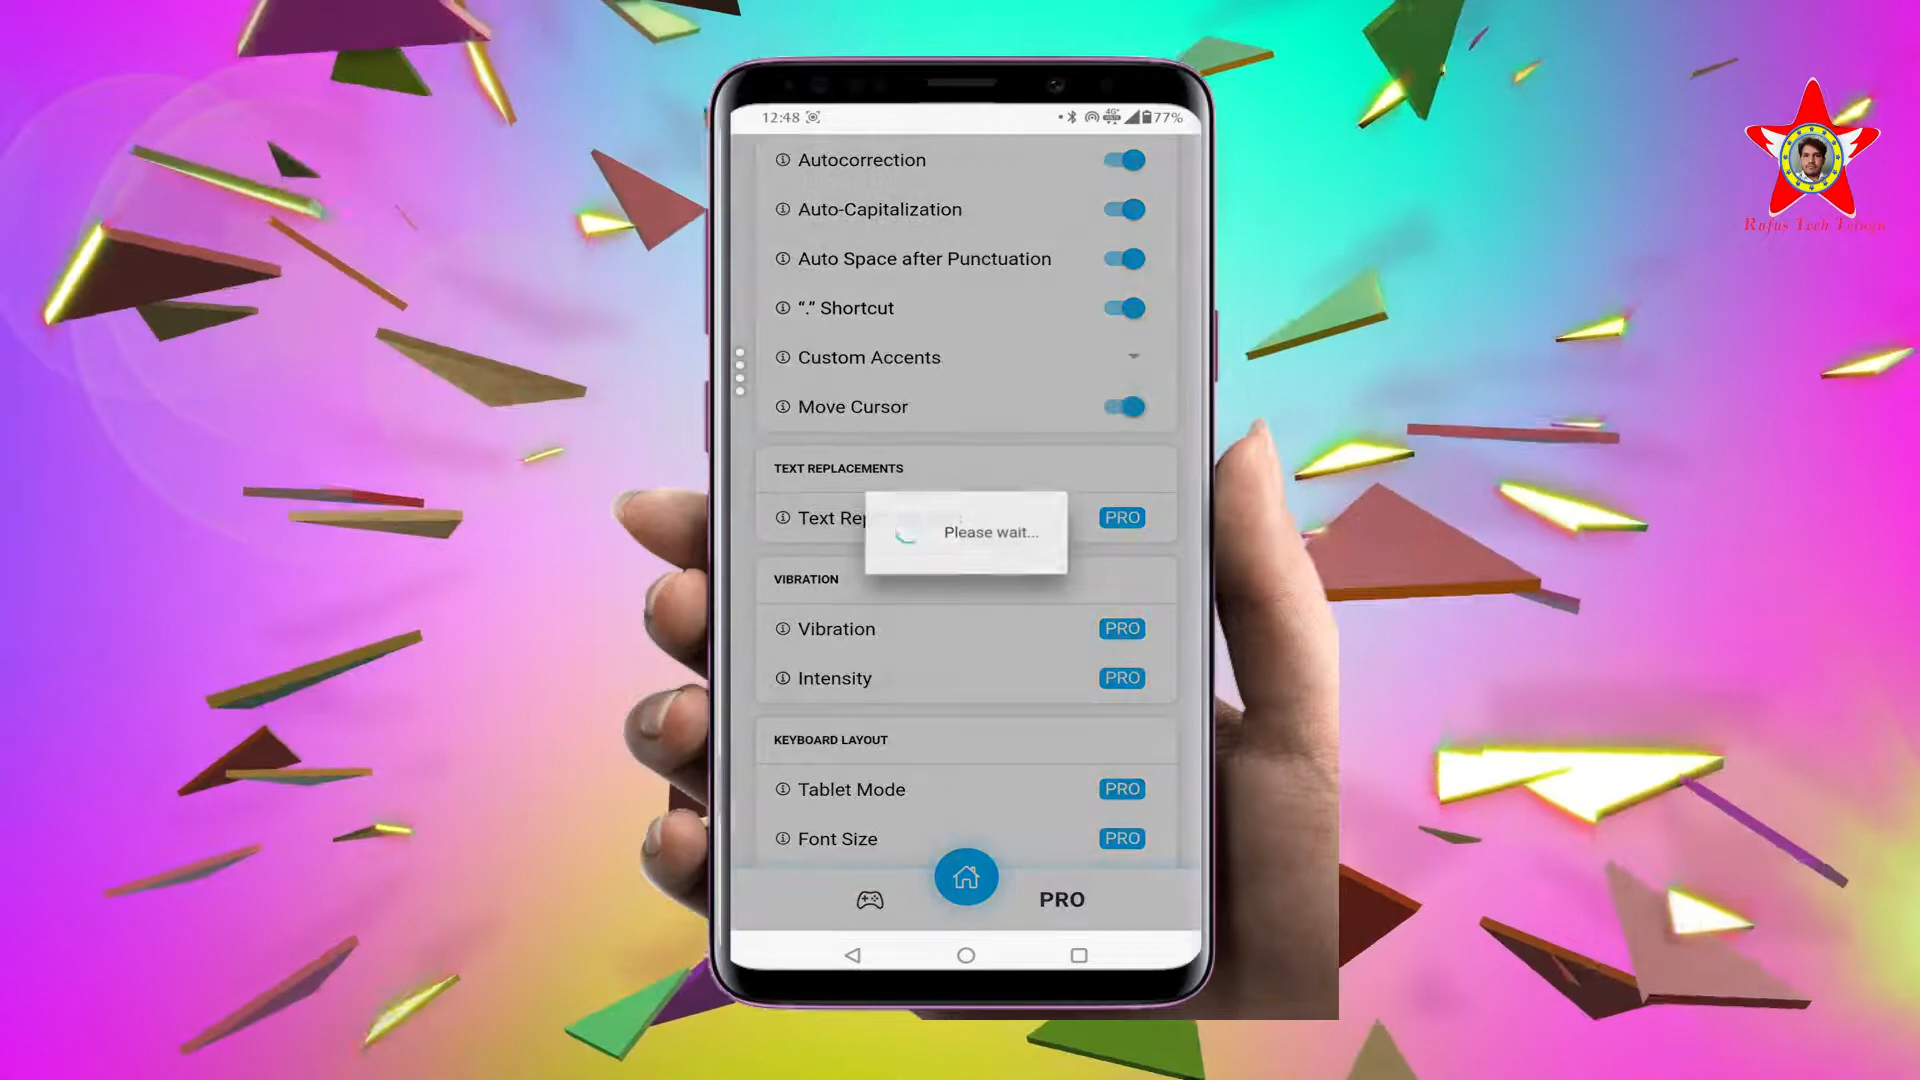 12:48
4G+
77%
Autocorrection
Auto-Capitalization
Auto Space after Punctuation
“.” Shortcut
Custom Accents
Move Cursor
TEXT REPLACEMENTS
Text Rep
PRO
Please wait...
VIBRATION
Vibration PRO
Intensity PRO
KEYBOARD LAYOUT
Tablet Mode PRO
Font Size PRO
PRO
Rufus Tech Telugu